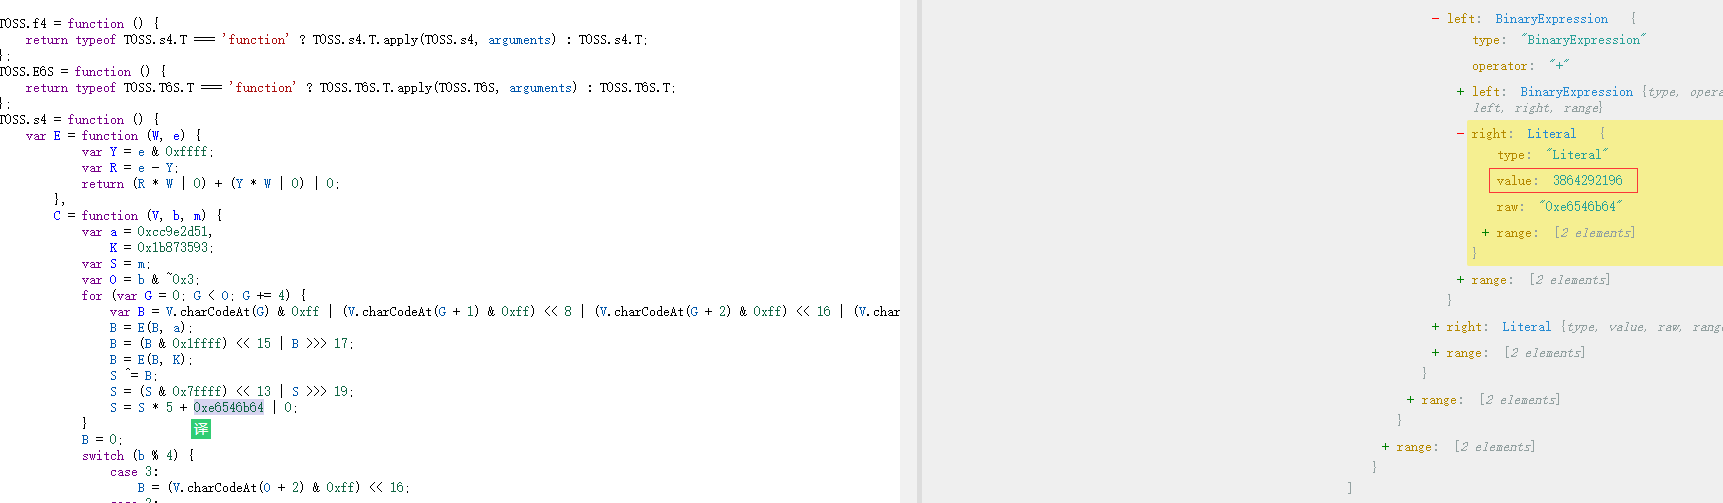 TOSS.f4 = function () {
return typeof TOSS.s4.T === 'function' ? TOSS.s4.T.apply(TOSS.s4, arguments) : TOSS.s4.T;
};
TOSS.E6S = function () {
return typeof TOSS.T6S.T === 'function' ? TOSS.T6S.T.apply(TOSS.T6S, arguments) : TOSS.T6S.T;
};
TOSS.s4 = function () {
var E = function (W, e) {
var Y = e & 0xffff;
var R = e - Y;
return (R * W | 0) + (Y * W | 0) | 0;
},
C = function (V, b, m) {
var a = 0xcc9e2d51,
K = 0x1b873593;
var S = m;
var O = b & ~0x3;
for (var G = 0; G < O; G += 4) {
var B = V.charCodeAt(G) & 0xff | (V.charCodeAt(G + 1) & 0xff) << 8 | (V.charCodeAt(G + 2) & 0xff) << 16 | (V.char
B = E(B, a);
B = (B & 0x1ffff) << 15 | B >>> 17;
B = E(B, K);
S ^= B;
S = (S & 0x7ffff) << 13 | S >>> 19;
S = S * 5 + 0xe6546b64 | 0;
译
}
B = 0;
switch (b % 4) {
case 3:
B = (V.charCodeAt(O + 2) & 0xff) << 16;
- left: BinaryExpression {
type: "BinaryExpression"
operator: "+"
+ left: BinaryExpression {type, opera
left, right, range}
- right: Literal {
type: "Literal"
value: 3864292196
raw: "0xe6546b64"
+ range: [2 elements]
}
+ range: [2 elements]
}
+ right: Literal {type, value, raw, rang
+ range: [2 elements]
}
+ range: [2 elements]
}
+ range: [2 elements]
}
]